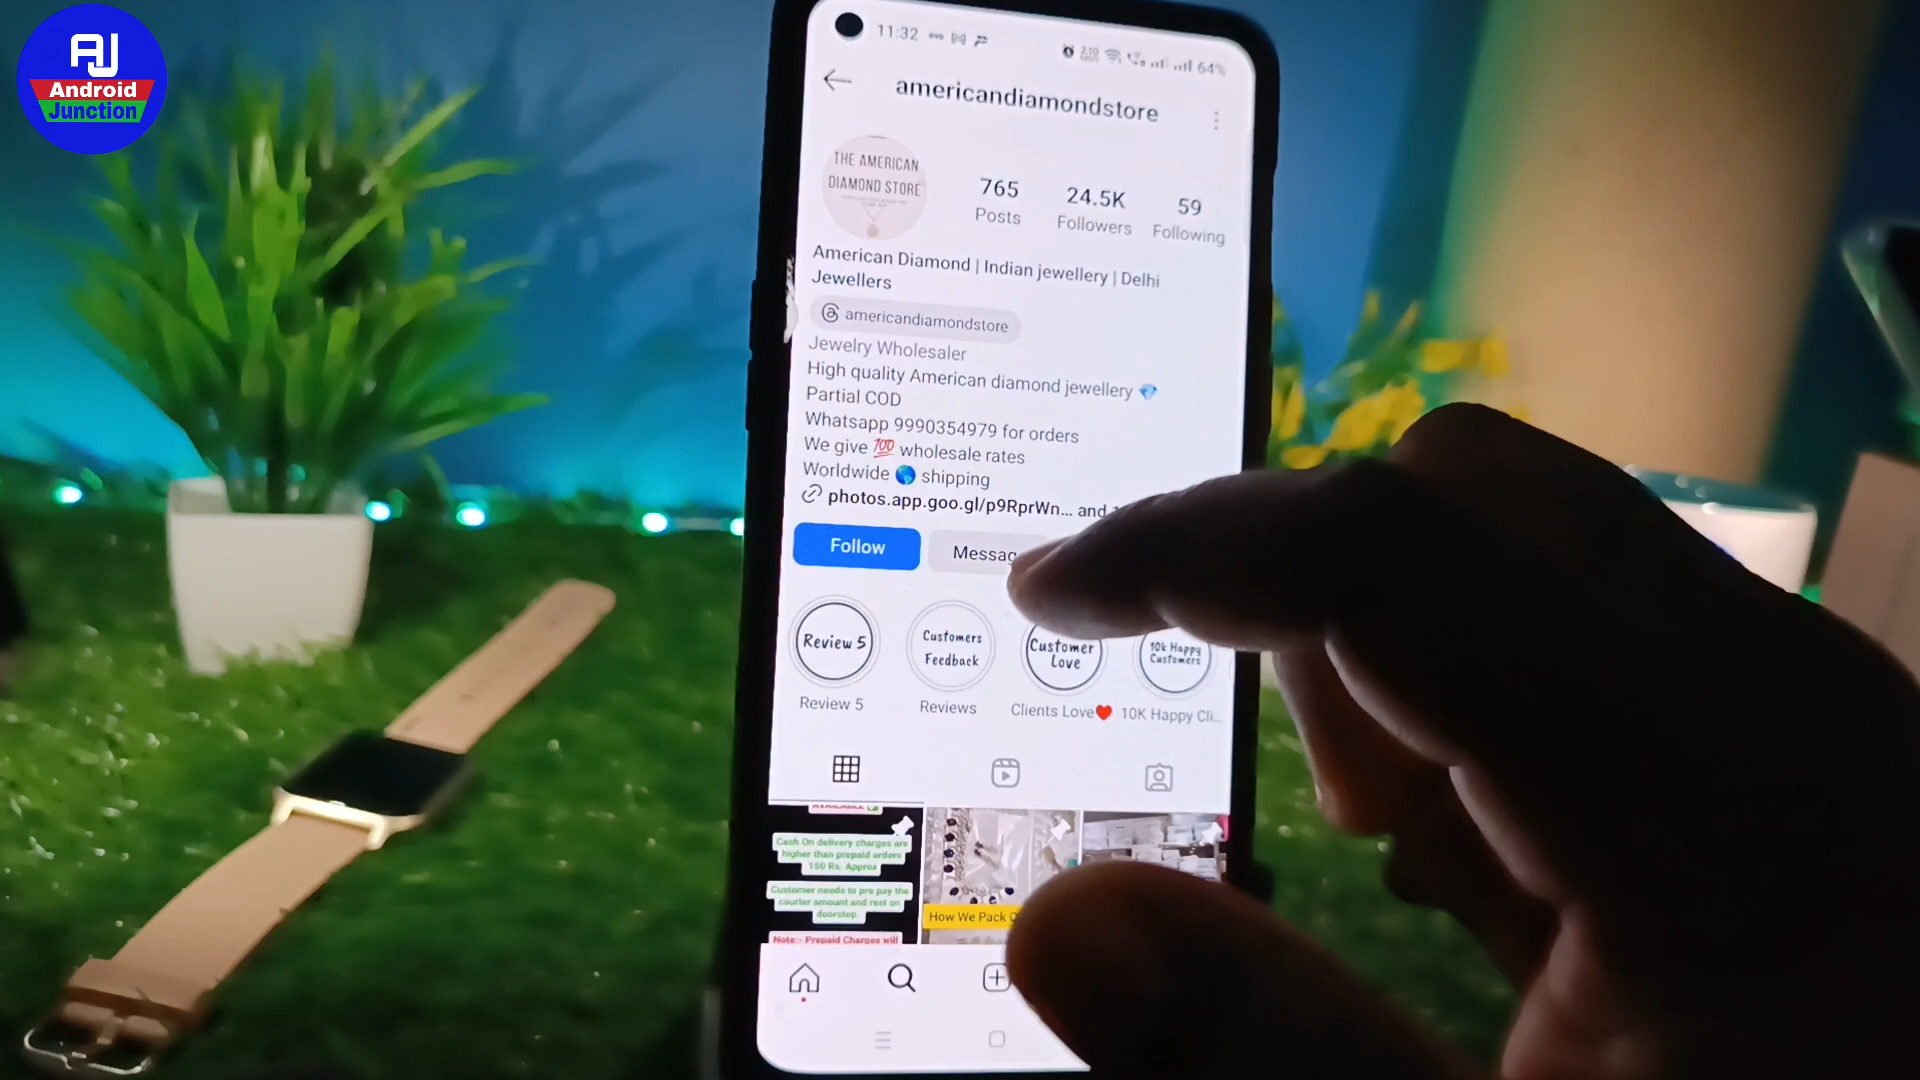 AJ
Android
Junction
11:32
2.10
64%
americandiamondstore
THE AMERICAN
DIAMOND STORE
765
Posts
24.5K
Followers
59
Following
American Diamond | Indian jewellery | Delhi
Jewellers
americandiamondstore
Jewelry Wholesaler
High quality American diamond jewellery 💎
Partial COD
Whatsapp 9990354979 for orders
We give 💯 wholesale rates
Worldwide 🌎 shipping
photos.app.goo.gl/p9RprWn... and
Follow
Messag
Review 5
Customers
Feedback
Customer
Love
10k Happy
Customers
Review 5
Reviews
Clients Love❤️
10K Happy Cli...
AVAILABLE
Cash On delivery charges are
higher than prepaid orders
150 Rs. Approx
Customer needs to pre pay the
courier amount and rest on
doorstep.
Note:- Prepaid Charges will
How We Pack